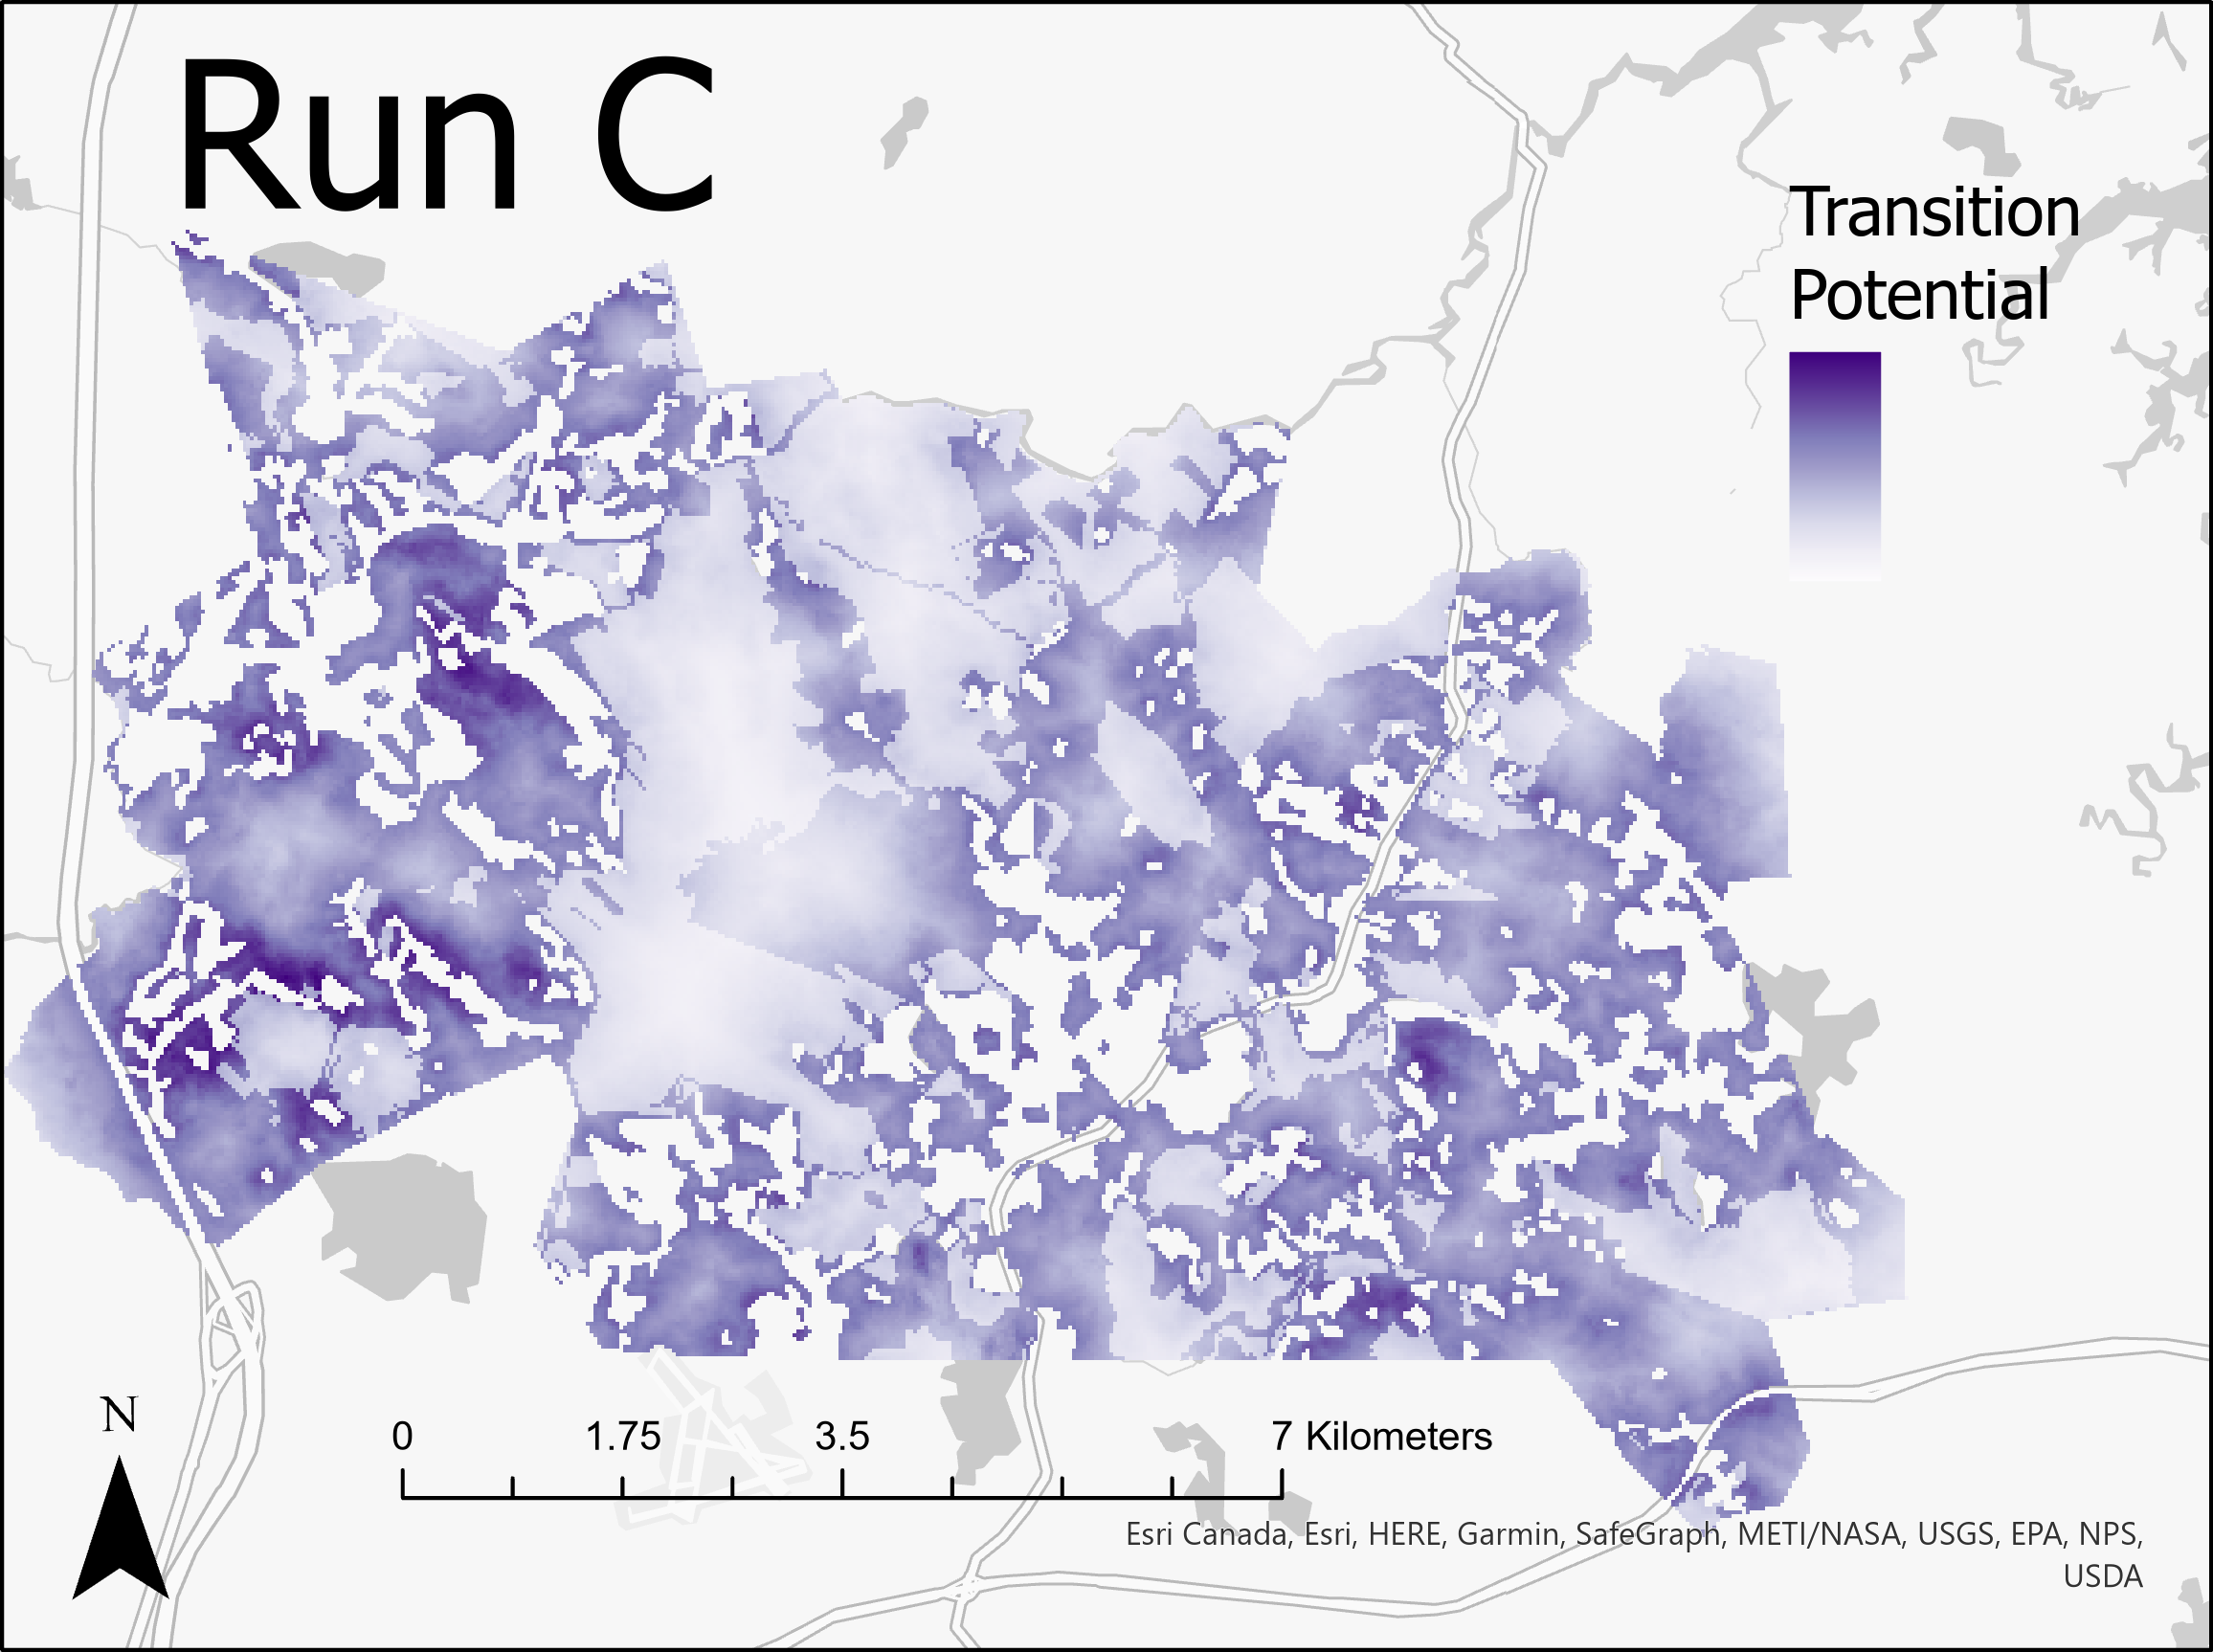 Run C
Transition
Potential
N
0 1.75 3.5 7 Kilometers
Esri Canada, Esri, HERE, Garmin, SafeGraph, METI/NASA, USGS, EPA, NPS,
USDA